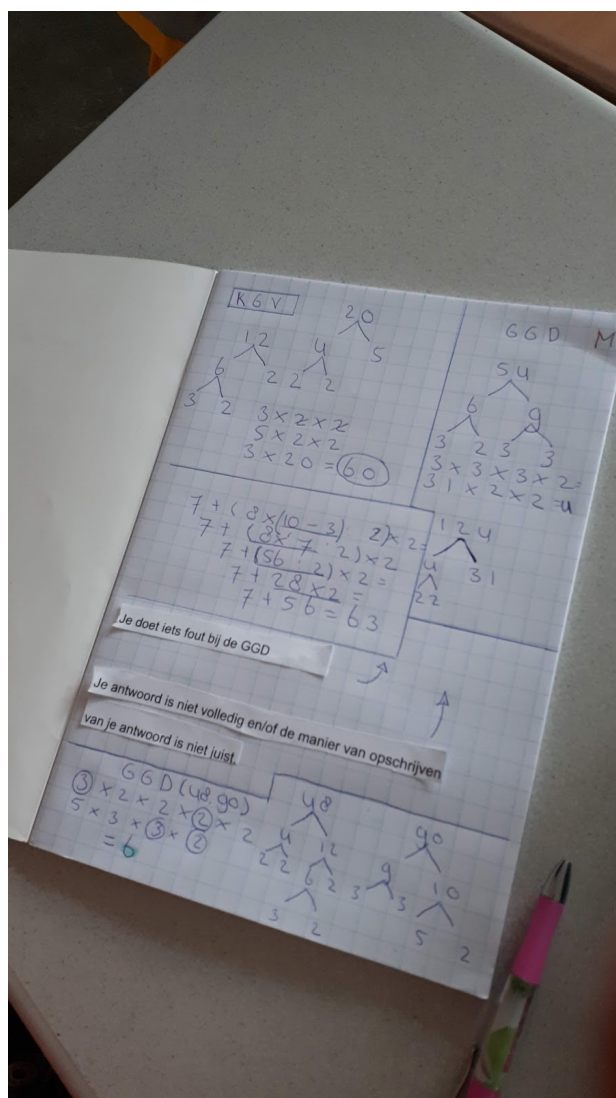 KGV
20
12 4 5
6 2 2 2
3 2
3 x 2 x 2
5 x 2 x 2
3 x 20 = 60
GGD M
54
6 9
3 2 3 3
3 x 3 x 3 x 2 =
31 x 2 x 2 = 4
124
4 31
22
7 + (8 x (10 - 3) : 2) x 2 =
7 + (8 x 7 : 2) x 2
7 + (56 : 2) x 2 =
7 + 28 x 2 =
7 + 56 = 63
Je doet iets fout bij de GGD
Je antwoord is niet volledig en/of de manier van opschrijven
van je antwoord is niet juist.
GGD (48, 90)
3 x 2 x 2 x 2 x 2
5 x 3 x 3 x 2
= 6
48
4 12
2 2 6 2
3 2
90
9 10
3 3 5 2